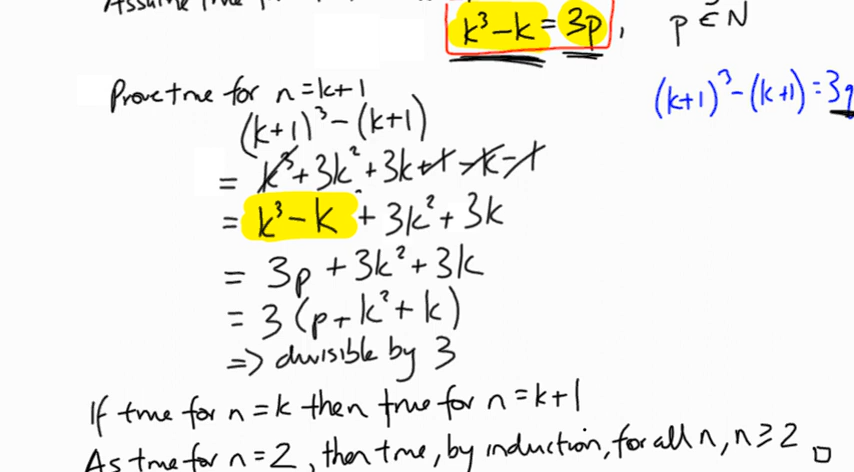 Assume true f
k³ - k = 3p, p ∈ N
Prove true for n = k+1
(k+1)³ - (k+1) = 3q
(k+1)³ - (k+1)
= k³ + 3k² + 3k + 1 - k - 1
= k³ - k + 3k² + 3k
= 3p + 3k² + 3k
= 3 (p + k² + k)
=> divisible by 3
If true for n = k then true for n = k+1
As true for n = 2, then true, by induction, for all n, n ≥ 2 □